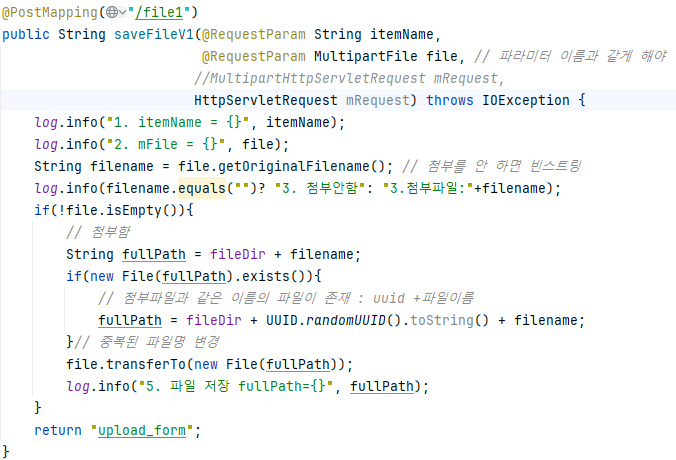 @PostMapping("/file1")
public String saveFileV1(@RequestParam String itemName,
@RequestParam MultipartFile file, // 파라미터 이름과 같게 해야
//MultipartHttpServletRequest mRequest,
HttpServletRequest mRequest) throws IOException {
log.info("1. itemName = {}", itemName);
log.info("2. mFile = {}", file);
String filename = file.getOriginalFilename(); // 첨부를 안 하면 빈스트링
log.info(filename.equals("")? "3. 첨부안함": "3.첨부파일:"+filename);
if(!file.isEmpty()){
// 첨부함
String fullPath = fileDir + filename;
if(new File(fullPath).exists()){
// 첨부파일과 같은 이름의 파일이 존재 : uuid +파일이름
fullPath = fileDir + UUID.randomUUID().toString() + filename;
}// 중복된 파일명 변경
file.transferTo(new File(fullPath));
log.info("5. 파일 저장 fullPath={}", fullPath);
}
return "upload_form";
}